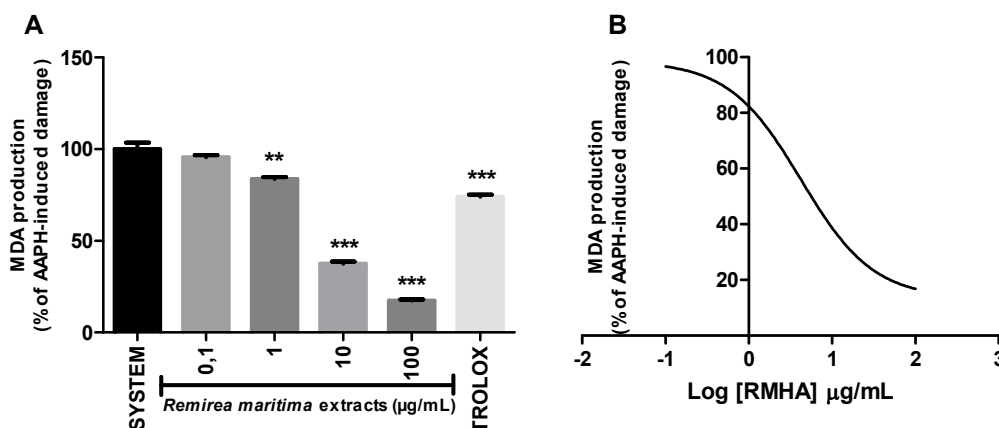 A
MDA production
(% of AAPH-induced damage)
150
100
50
0
**
***
***
***
SYSTEM
0,1
1
10
100
TROLOX
Remirea maritima extracts (µg/mL)
B
MDA production
(% of AAPH-induced damage)
100
80
60
40
20
-2
-1
0
1
2
3
Log [RMHA] µg/mL